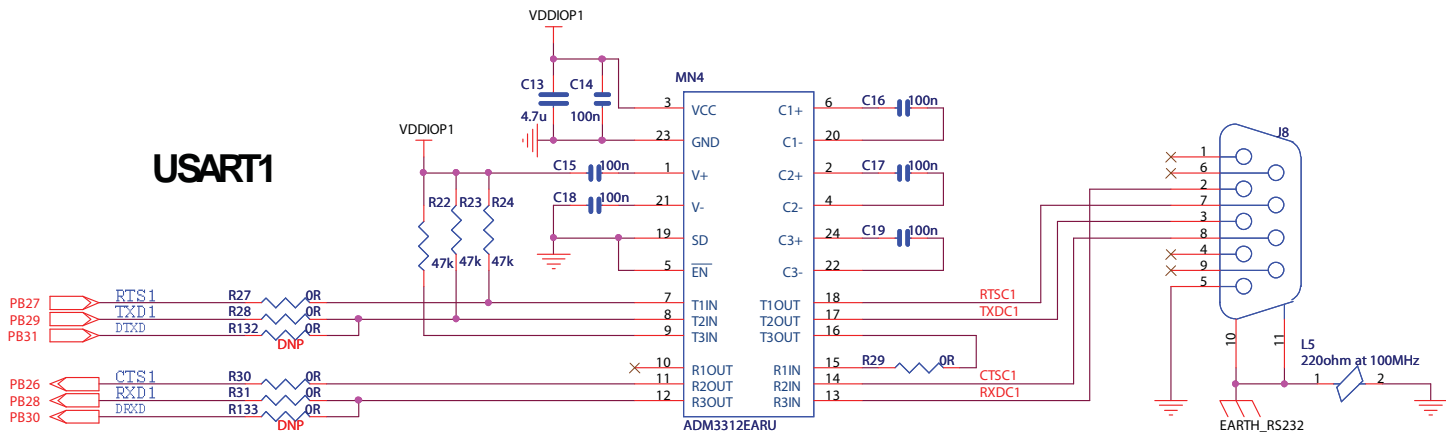 VDDIOP1
MN4
C13
C14
4.7u
100n
3
VCC
C1+
6
C16
100n
VDDIOP1
23
GND
C1-
20
J8
USART1
C15
100n
1
V+
C2+
2
C17
100n
1
6
C18
100n
21
V-
C2-
4
2
7
R22
R23
R24
19
SD
C3+
24
C19
100n
3
8
47k
47k
47k
5
EN
C3-
22
4
9
5
PB27
RTS1
R27
0R
7
T1IN
T1OUT
18
RTSC1
PB29
TXD1
R28
0R
8
T2IN
T2OUT
17
TXDC1
PB31
DTXD
R132
0R
9
T3IN
T3OUT
16
DNP
10
11
10
R1OUT
R1IN
15
R29
0R
L5
220ohm at 100MHz
PB26
CTS1
R30
0R
11
R2OUT
R2IN
14
CTSC1
1
2
PB28
RXD1
R31
0R
12
R3OUT
R3IN
13
RXDC1
PB30
DRXD
R133
0R
DNP
ADM3312EARU
EARTH_RS232